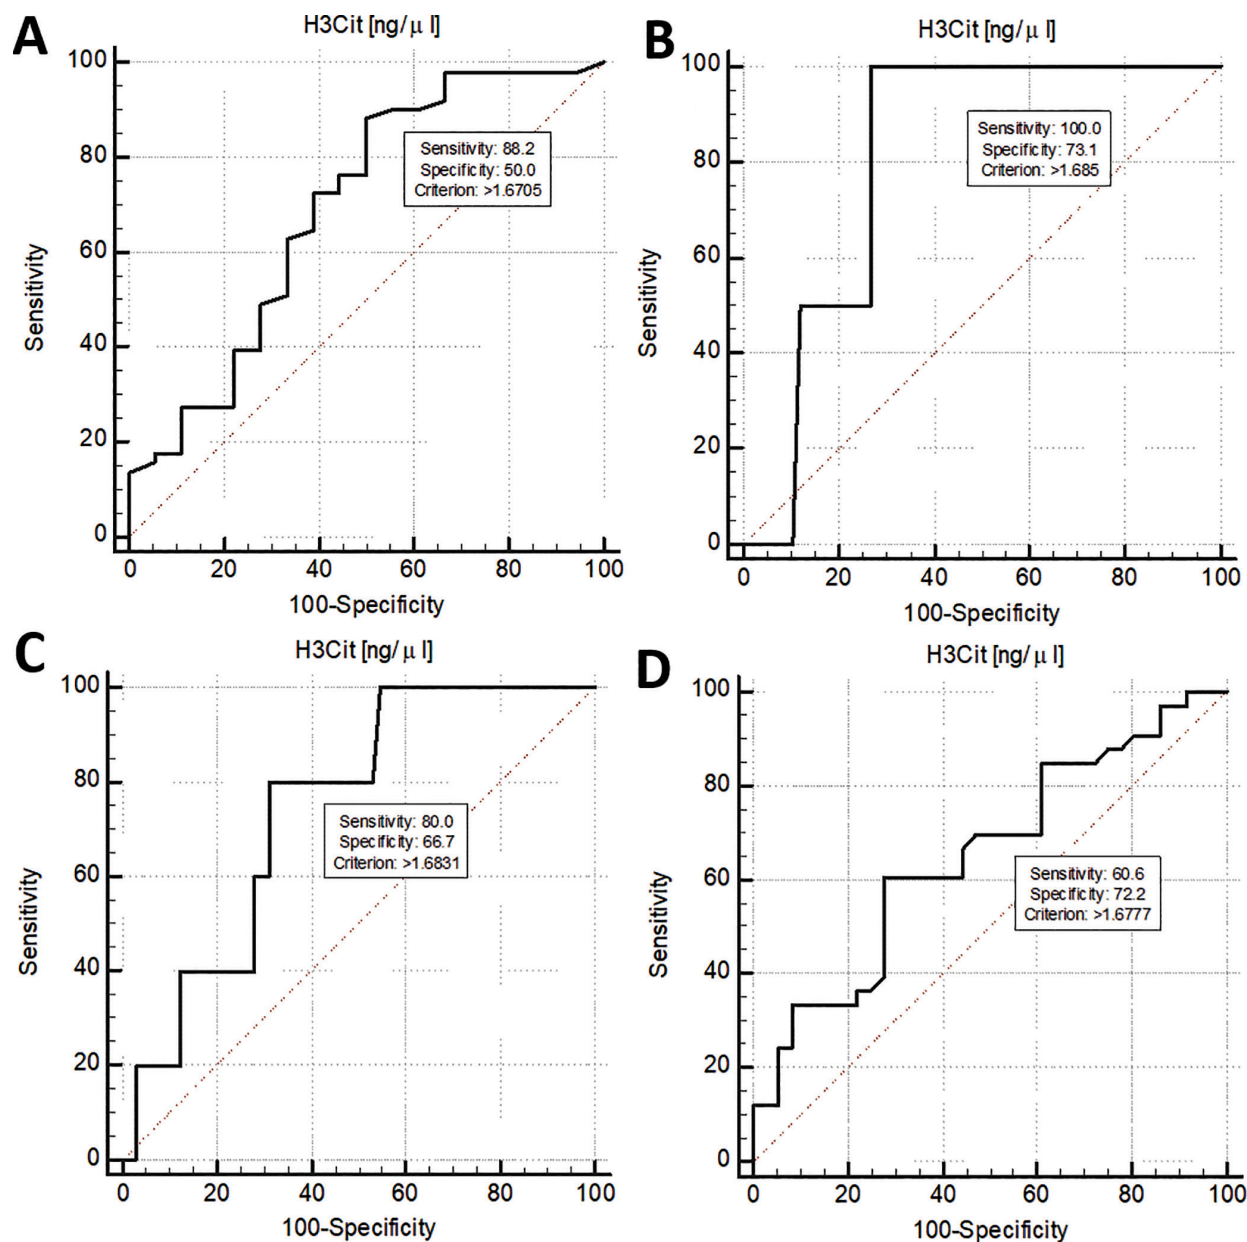 A
H3Cit [ng/μ l]
100
80
60
40
20
0
Sensitivity
Sensitivity: 88.2
Specificity: 50.0
Criterion: >1.6705
0 20 40 60 80 100
100-Specificity
B
H3Cit [ng/μ l]
100
80
60
40
20
0
Sensitivity
Sensitivity: 100.0
Specificity: 73.1
Criterion: >1.685
0 20 40 60 80 100
100-Specificity
C
H3Cit [ng/μ l]
100
80
60
40
20
0
Sensitivity
Sensitivity: 80.0
Specificity: 66.7
Criterion: >1.6831
0 20 40 60 80 100
100-Specificity
D
H3Cit [ng/μ l]
100
80
60
40
20
0
Sensitivity
Sensitivity: 60.6
Specificity: 72.2
Criterion: >1.6777
0 20 40 60 80 100
100-Specificity